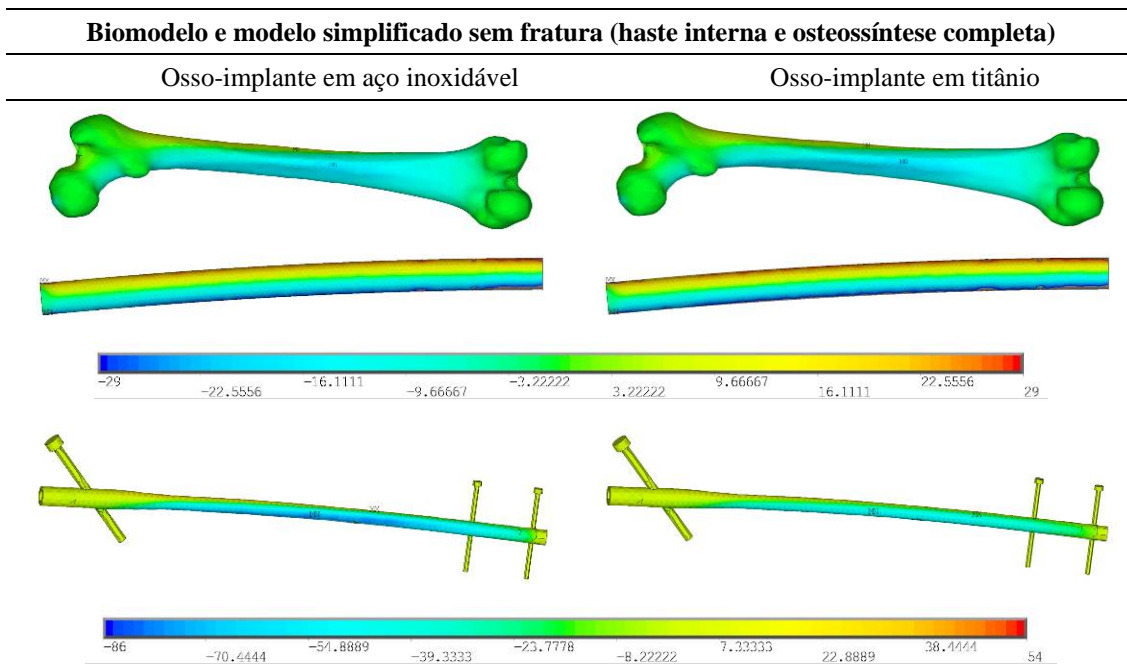 Biomodelo e modelo simplificado sem fratura (haste interna e osteossíntese completa)
Osso-implante em aço inoxidável Osso-implante em titânio
-29 -16.1111 -3.22222 9.66667 22.5556
-22.5556 -9.66667 3.22222 16.1111 29
-86 -54.8889 -23.7778 7.33333 38.4444
-70.4444 -39.3333 -8.22222 22.8889 54